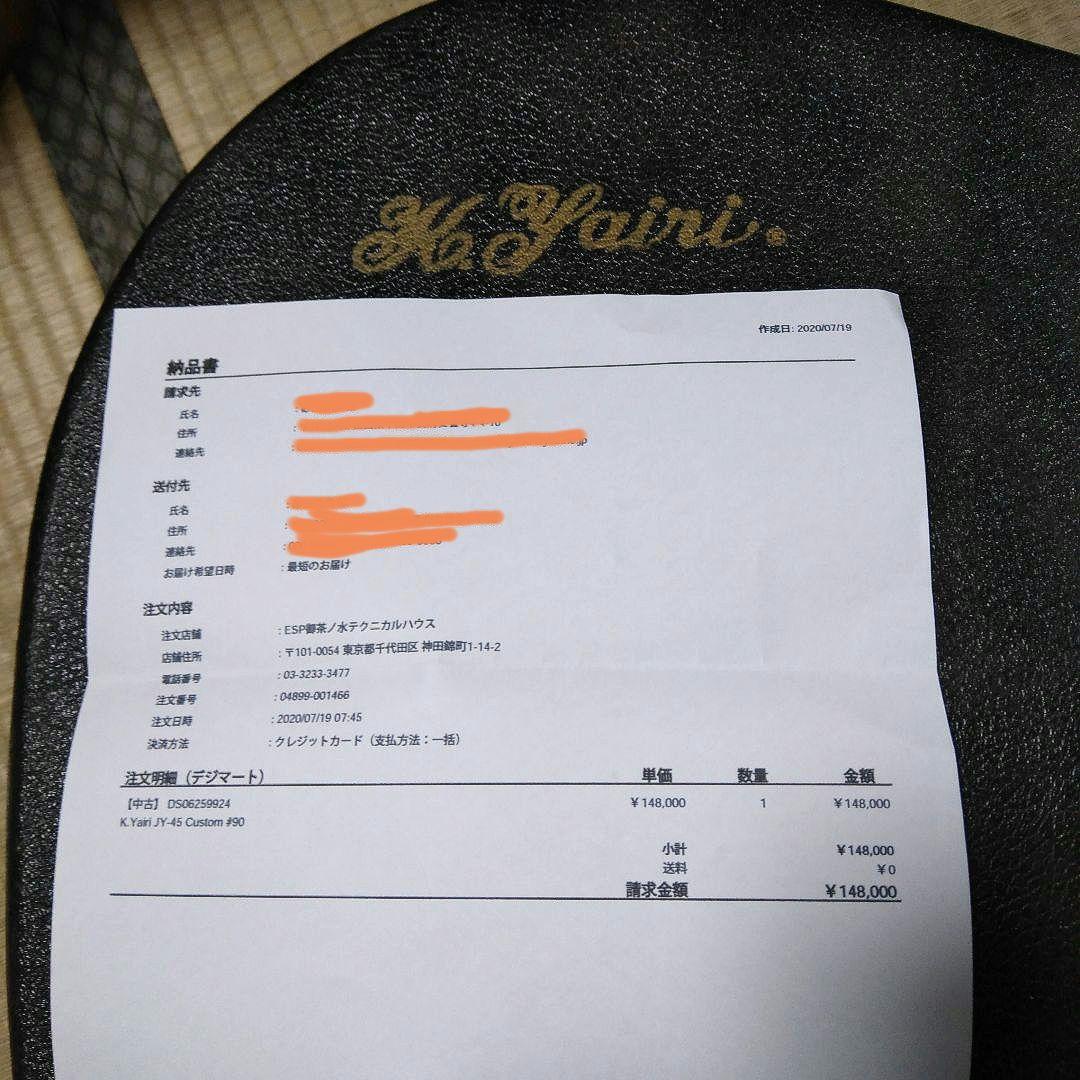 K.Yairi.®
作成日: 2020/07/19
納品書
請求先
氏名
住所
連絡先 jp
送付先
氏名
住所
連絡先
お届け希望日時 : 最短のお届け
注文内容
注文店舗 : ESP御茶ノ水テクニカルハウス
店舗住所 : 〒101-0054 東京都千代田区 神田錦町1-14-2
電話番号 : 03-3233-3477
注文番号 : 04899-001466
注文日時 : 2020/07/19 07:45
決済方法 : クレジットカード（支払方法：一括）
注文明細（デジマート） 単価 数量 金額
【中古】 DS06259924 ￥148,000 1 ￥148,000
K.Yairi JY-45 Custom #90
小計 ￥148,000
送料 ￥0
請求金額 ￥148,000